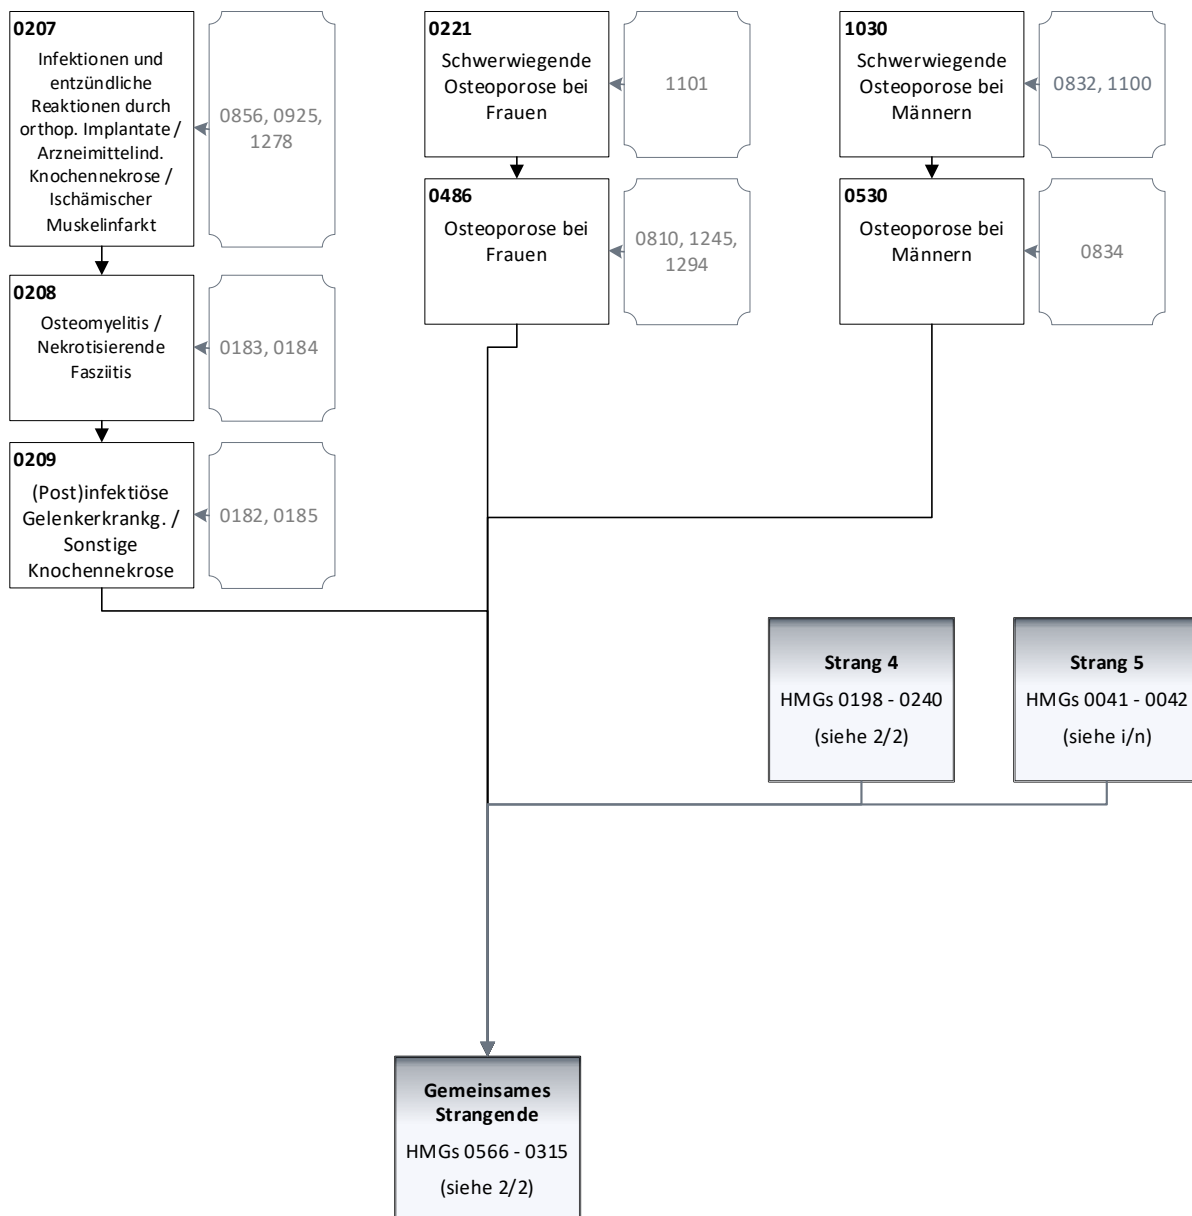 0207
Infektionen und
entzündliche
Reaktionen durch
orthop. Implantate /
Arzneimittelind.
Knochennekrose /
Ischämischer
Muskelinfarkt
0856, 0925,
1278
0208
Osteomyelitis /
Nekrotisierende
Fasziitis
0183, 0184
0209
(Post)infektiöse
Gelenkerkrankg. /
Sonstige
Knochennekrose
0182, 0185
0221
Schwerwiegende
Osteoporose bei
Frauen
1101
0486
Osteoporose bei
Frauen
0810, 1245,
1294
1030
Schwerwiegende
Osteoporose bei
Männern
0832, 1100
0530
Osteoporose bei
Männern
0834
Strang 4
HMGs 0198 - 0240
(siehe 2/2)
Strang 5
HMGs 0041 - 0042
(siehe i/n)
Gemeinsames
Strangende
HMGs 0566 - 0315
(siehe 2/2)